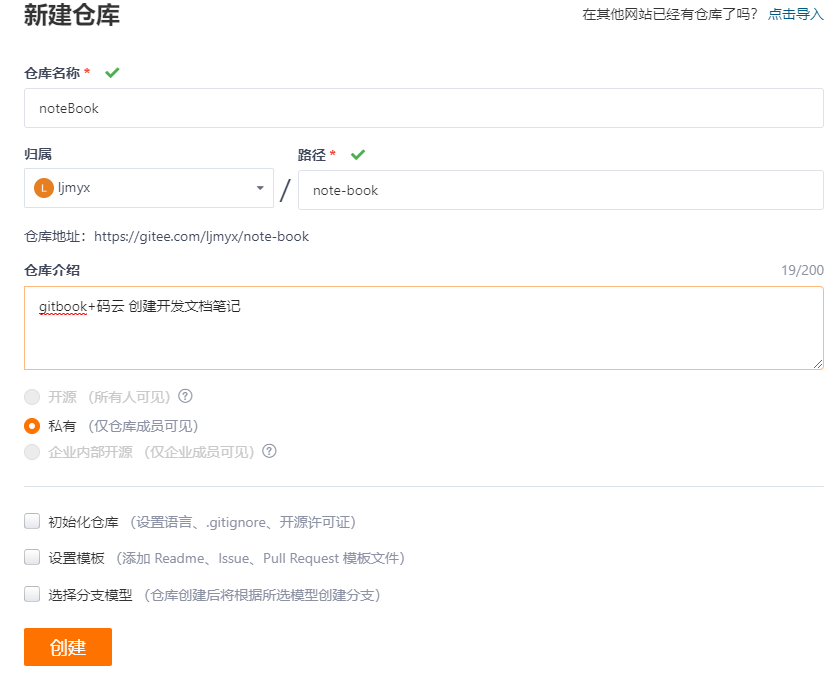 新建仓库
在其他网站已经有仓库了吗? 点击导入
仓库名称 *
noteBook
归属
路径 *
L ljmyx
/
note-book
仓库地址：https://gitee.com/ljmyx/note-book
仓库介绍
19/200
gitbook+码云 创建开发文档笔记
开源 （所有人可见） ?
私有 （仅仓库成员可见）
企业内部开源 （仅企业成员可见） ?
初始化仓库 （设置语言、.gitignore、开源许可证）
设置模板 （添加 Readme、Issue、Pull Request 模板文件）
选择分支模型 （仓库创建后将根据所选模型创建分支）
创建